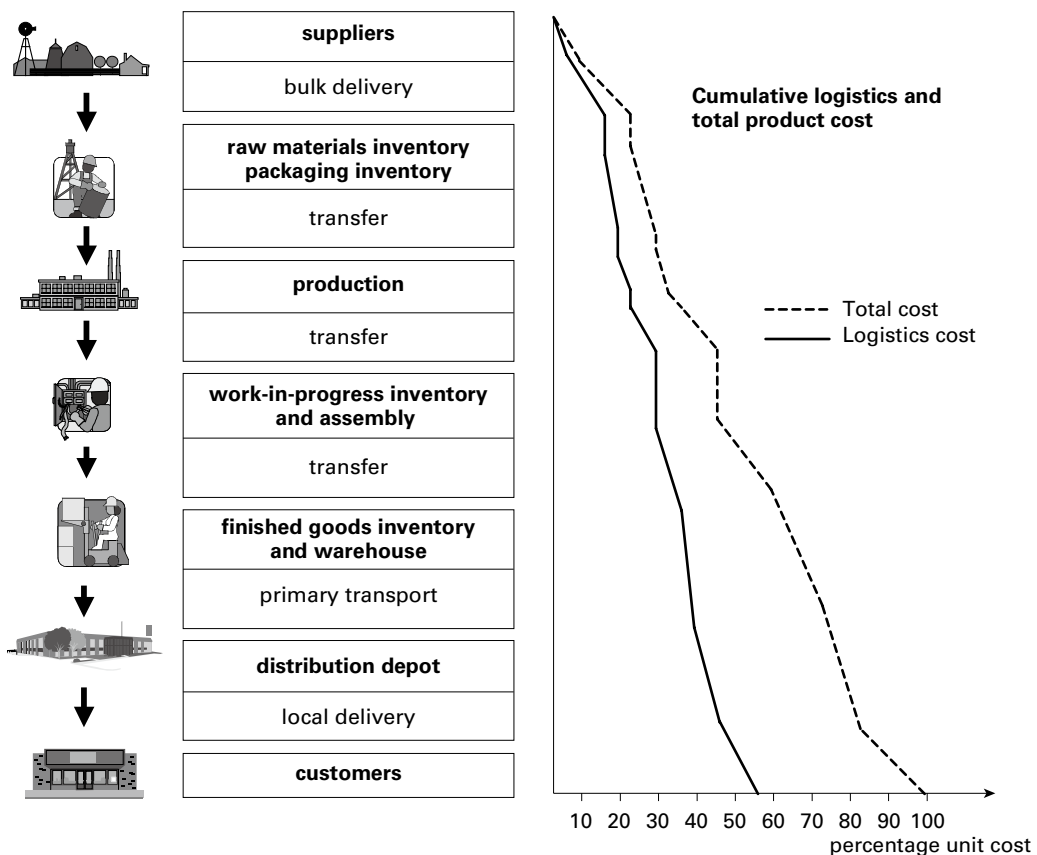 suppliers
bulk delivery
raw materials inventory
packaging inventory
transfer
production
transfer
work-in-progress inventory
and assembly
transfer
finished goods inventory
and warehouse
primary transport
distribution depot
local delivery
customers
Cumulative logistics and
total product cost
Total cost
Logistics cost
10 20 30 40 50 60 70 80 90 100
percentage unit cost